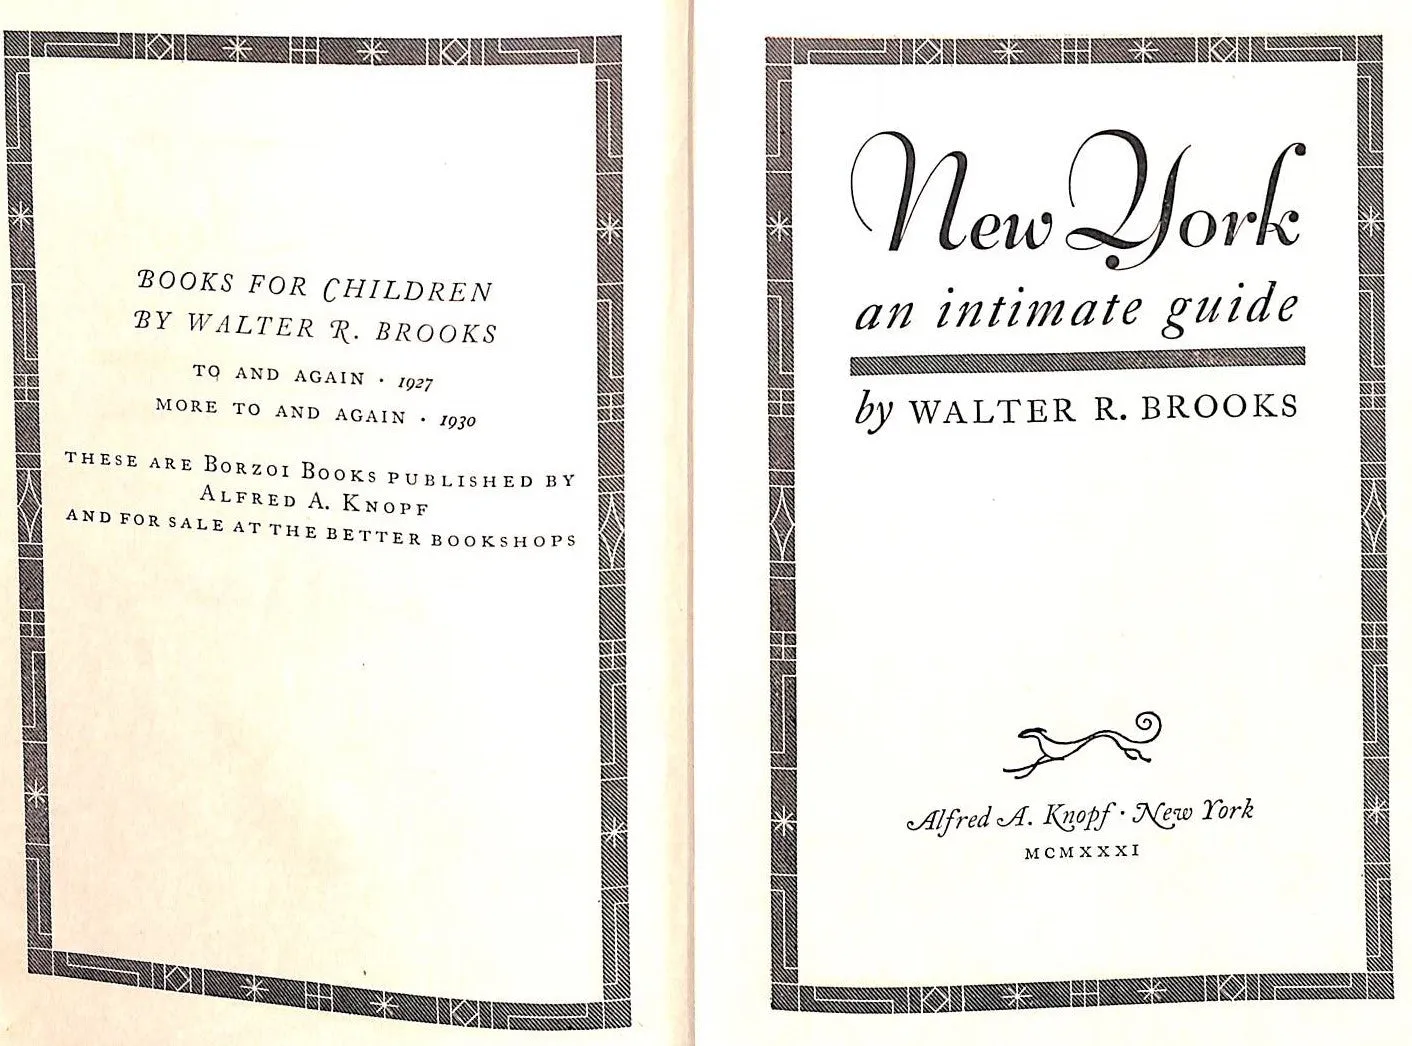 BOOKS FOR CHILDREN
BY WALTER R. BROOKS
TO AND AGAIN · 1927
MORE TO AND AGAIN · 1930
THESE ARE BORZOI BOOKS PUBLISHED BY
ALFRED A. KNOPF
AND FOR SALE AT THE BETTER BOOKSHOPS
New York
an intimate guide
by WALTER R. BROOKS
Alfred A. Knopf · New York
MCMXXXI